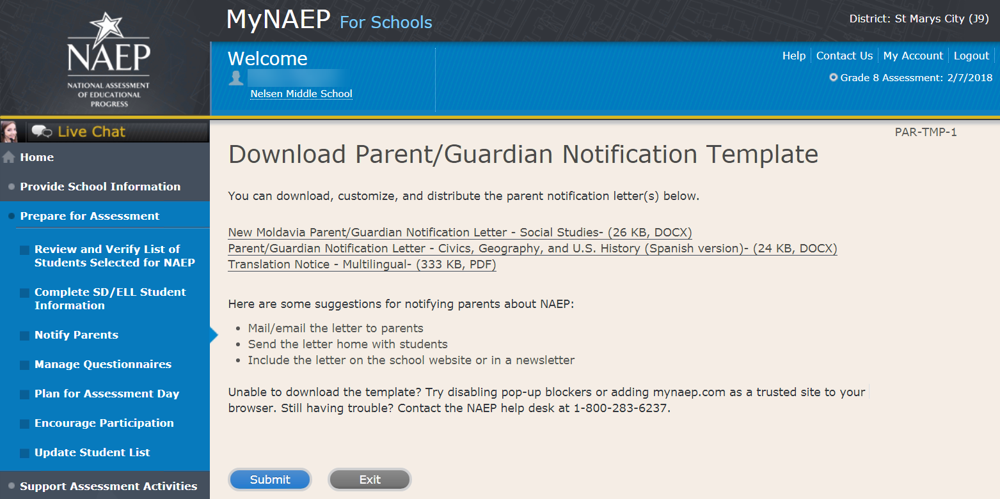 NAEP
NATIONAL ASSESSMENT
OF EDUCATIONAL
PROGRESS
MyNAEP For Schools
District: St Marys City (J9)
Welcome
Nelsen Middle School
Help Contact Us My Account Logout
Grade 8 Assessment: 2/7/2018
Live Chat
Home
Provide School Information
Prepare for Assessment
Review and Verify List of
Students Selected for NAEP
Complete SD/ELL Student
Information
Notify Parents
Manage Questionnaires
Plan for Assessment Day
Encourage Participation
Update Student List
Support Assessment Activities
PAR-TMP-1
Download Parent/Guardian Notification Template
You can download, customize, and distribute the parent notification letter(s) below.
New Moldavia Parent/Guardian Notification Letter - Social Studies- (26 KB, DOCX)
Parent/Guardian Notification Letter - Civics, Geography, and U.S. History (Spanish version)- (24 KB, DOCX)
Translation Notice - Multilingual- (333 KB, PDF)
Here are some suggestions for notifying parents about NAEP:
• Mail/email the letter to parents
• Send the letter home with students
• Include the letter on the school website or in a newsletter
Unable to download the template? Try disabling pop-up blockers or adding mynaep.com as a trusted site to your
browser. Still having trouble? Contact the NAEP help desk at 1-800-283-6237.
Submit Exit